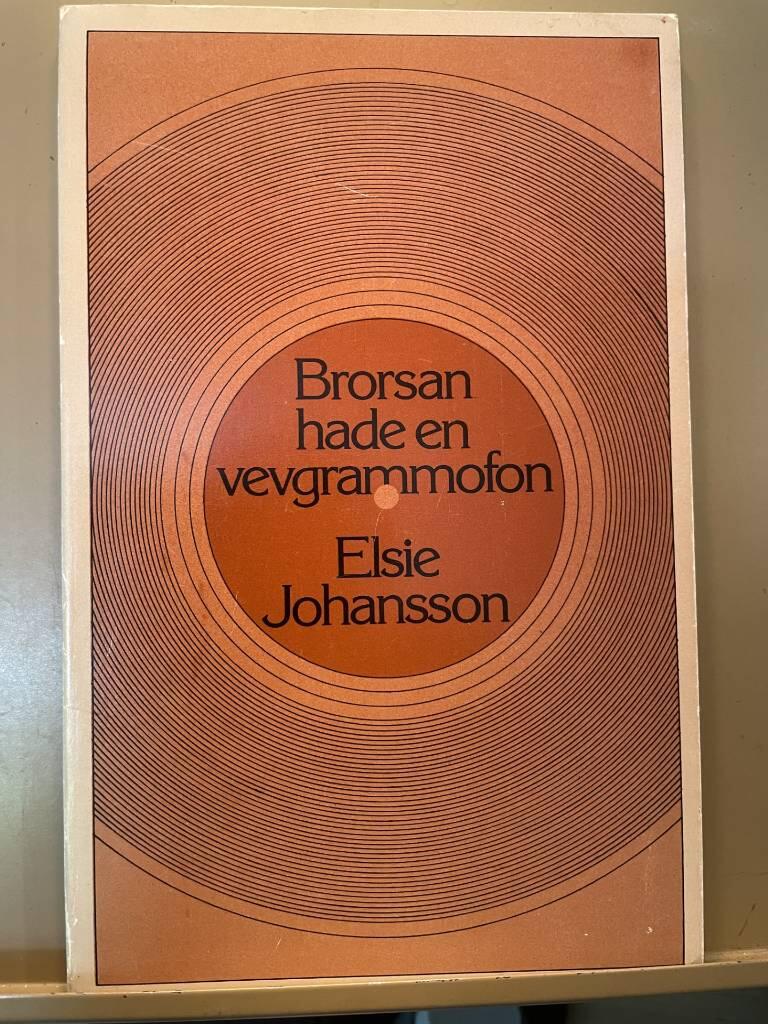 Brorsan
hade en
vevgrammofon
Elsie
Johansson